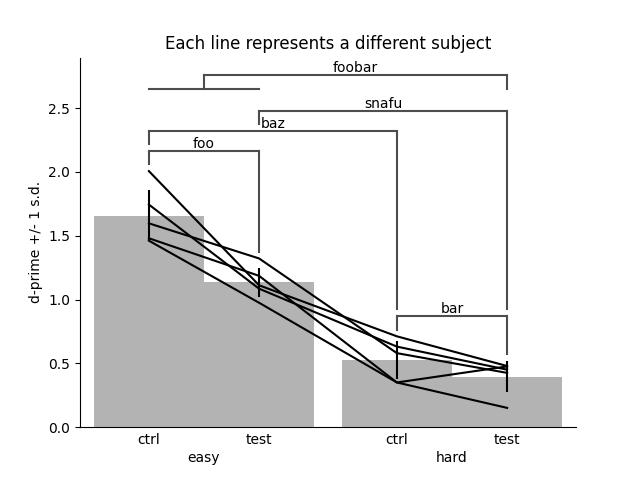 Each line represents a different subject
foobar
snafu
baz
foo
bar
d-prime +/- 1 s.d.
2.5
2.0
1.5
1.0
0.5
0.0
ctrl test ctrl test
easy hard